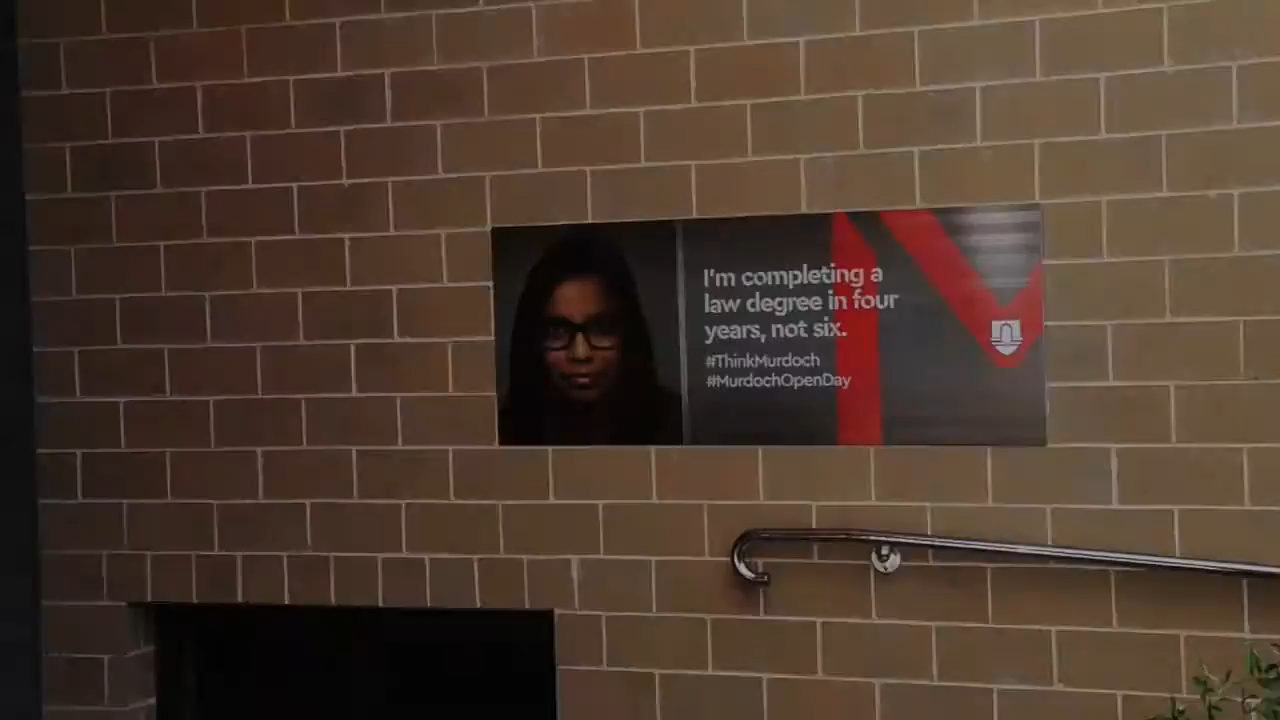 I'm completing a
law degree in four
years, not six.
#ThinkMurdoch
#MurdochOpenDay